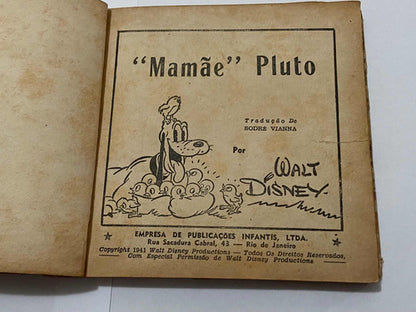 "Mamãe" Pluto
Tradução De
SODRÉ VIANNA
Por
WALT
DISNEY
EMPRESA DE PUBLICAÇÕES INFANTIS, LTDA.
Rua Sacadura Cabral, 43 — Rio de Janeiro
Copyright 1941 Walt Disney Productions — Todos Os Direitos Reservados,
Com Especial Permissão de Walt Disney Productions